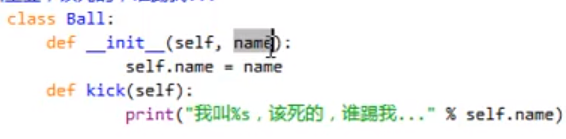 class Ball:
    def __init__(self, name):
        self.name = name
    def kick(self):
        print("我叫%s，该死的，谁踢我..." % self.name)